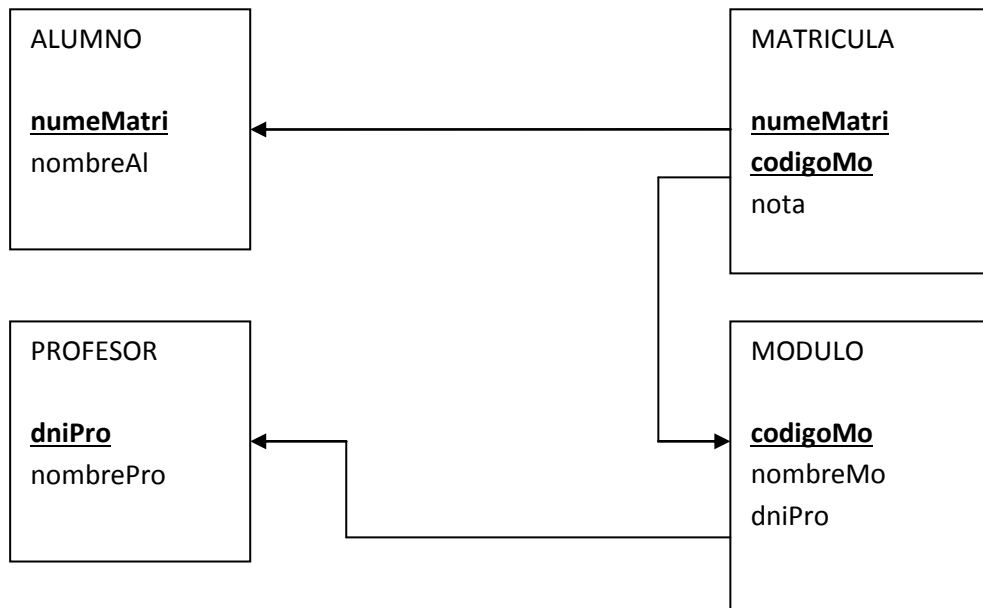 ALUMNO
numeMatri
nombreAl
MATRICULA
numeMatri
codigoMo
nota
PROFESOR
dniPro
nombrePro
MODULO
codigoMo
nombreMo
dniPro